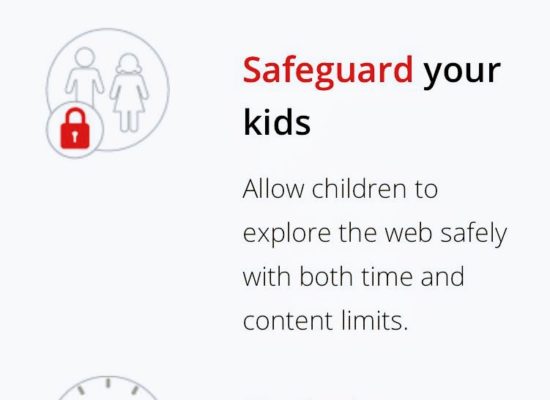 Safeguard your
kids
Allow children to
explore the web safely
with both time and
content limits.